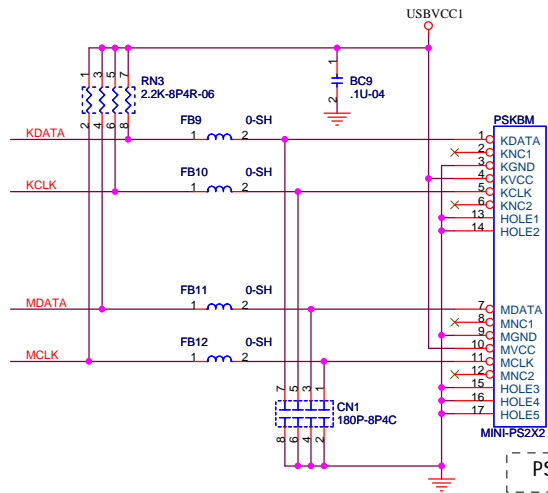 USBVCC1
1 3 5 7
RN3
2.2K-8P4R-06
2 4 6 8
1
BC9
.1U-04
2
PSKBM
KDATA
FB9 0-SH
1 2
1 KDATA
2 KNC1
3 KGND
4 KVCC
KCLK
FB10 0-SH
1 2
5 KCLK
6 KNC2
13 HOLE1
14 HOLE2
MDATA
FB11 0-SH
1 2
7 MDATA
8 MNC1
9 MGND
10 MVCC
MCLK
FB12 0-SH
1 2
11 MCLK
12 MNC2
15 HOLE3
16 HOLE4
17 HOLE5
MINI-PS2X2
7 5 3 1
CN1
180P-8P4C
8 6 4 2
PS